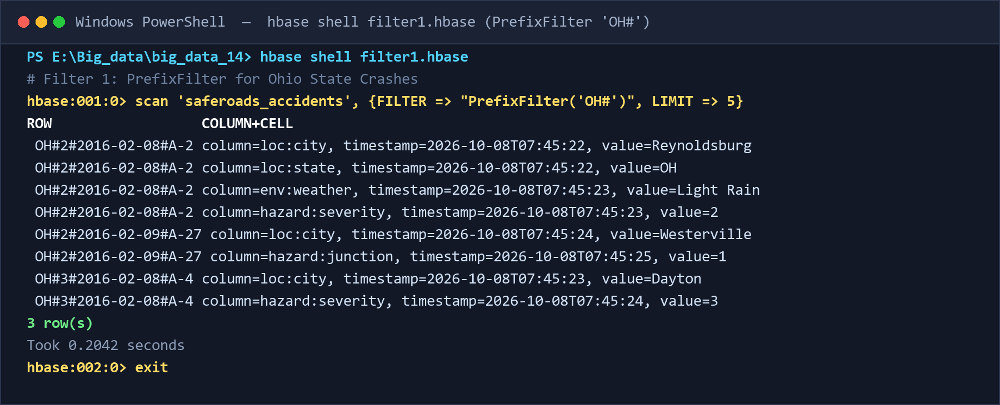 Windows PowerShell — hbase shell filter1.hbase (PrefixFilter 'OH#')
PS E:\Big_data\big_data_14> hbase shell filter1.hbase
# Filter 1: PrefixFilter for Ohio State Crashes
hbase:001:0> scan 'saferoads_accidents', {FILTER => "PrefixFilter('OH#')", LIMIT => 5}
ROW                  COLUMN+CELL
 OH#2#2016-02-08#A-2 column=loc:city, timestamp=2026-10-08T07:45:22, value=Reynoldsburg
 OH#2#2016-02-08#A-2 column=loc:state, timestamp=2026-10-08T07:45:22, value=OH
 OH#2#2016-02-08#A-2 column=env:weather, timestamp=2026-10-08T07:45:23, value=Light Rain
 OH#2#2016-02-08#A-2 column=hazard:severity, timestamp=2026-10-08T07:45:23, value=2
 OH#2#2016-02-09#A-27 column=loc:city, timestamp=2026-10-08T07:45:24, value=Westerville
 OH#2#2016-02-09#A-27 column=hazard:junction, timestamp=2026-10-08T07:45:25, value=1
 OH#3#2016-02-08#A-4 column=loc:city, timestamp=2026-10-08T07:45:23, value=Dayton
 OH#3#2016-02-08#A-4 column=hazard:severity, timestamp=2026-10-08T07:45:24, value=3
3 row(s)
Took 0.2042 seconds
hbase:002:0> exit